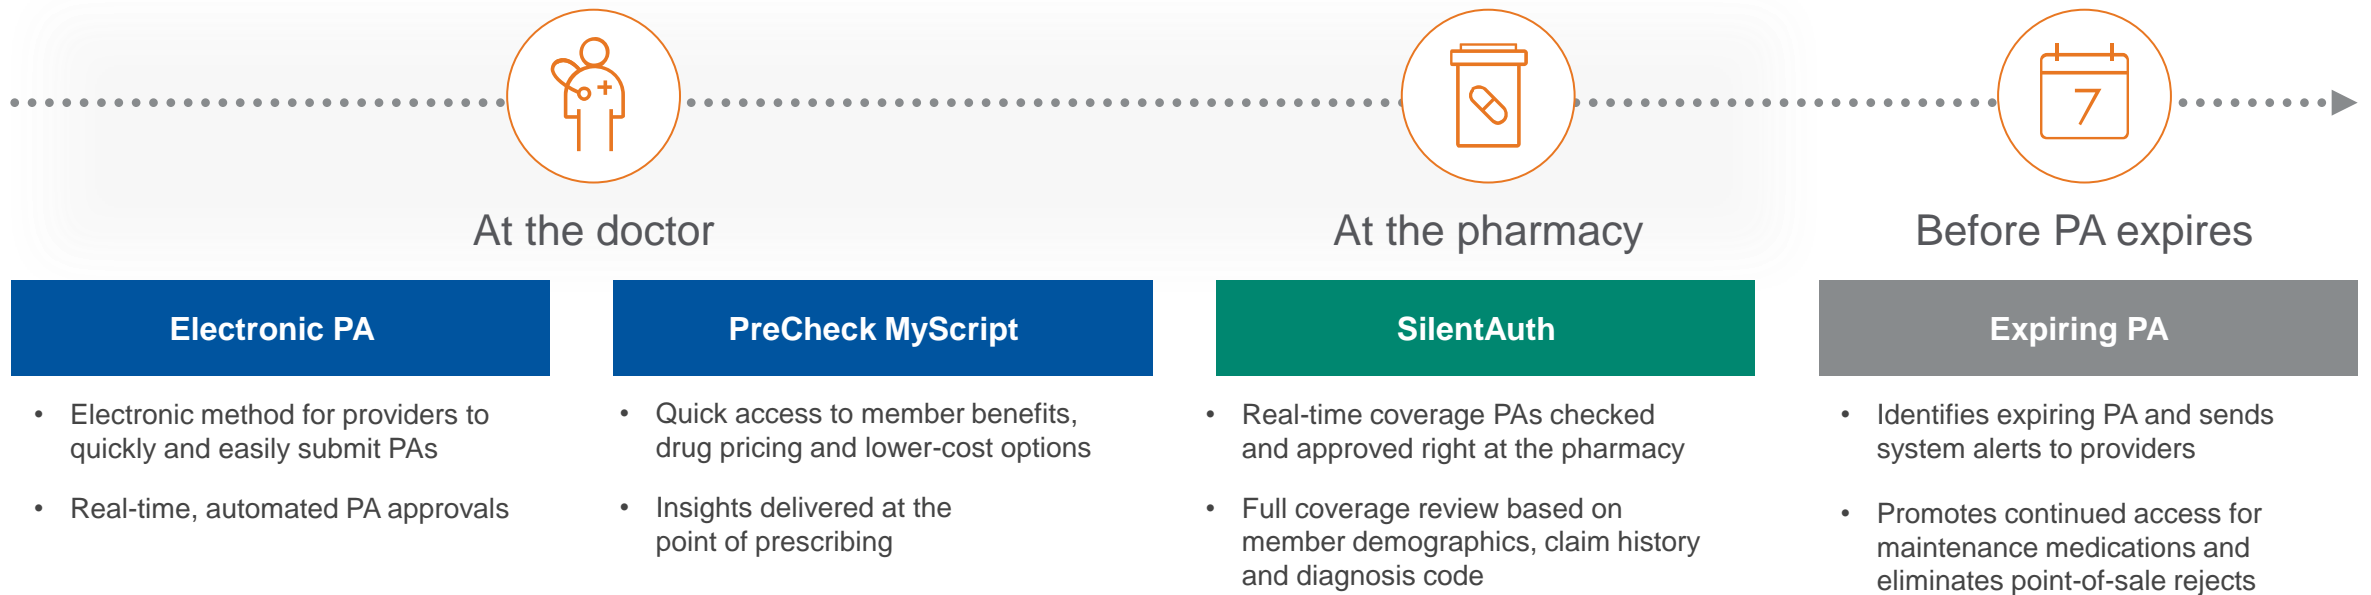 7
At the doctor
At the pharmacy
Before PA expires
Electronic PA
• Electronic method for providers to
quickly and easily submit PAs
• Real-time, automated PA approvals
PreCheck MyScript
• Quick access to member benefits,
drug pricing and lower-cost options
• Insights delivered at the
point of prescribing
SilentAuth
• Real-time coverage PAs checked
and approved right at the pharmacy
• Full coverage review based on
member demographics, claim history
and diagnosis code
Expiring PA
• Identifies expiring PA and sends
system alerts to providers
• Promotes continued access for
maintenance medications and
eliminates point-of-sale rejects